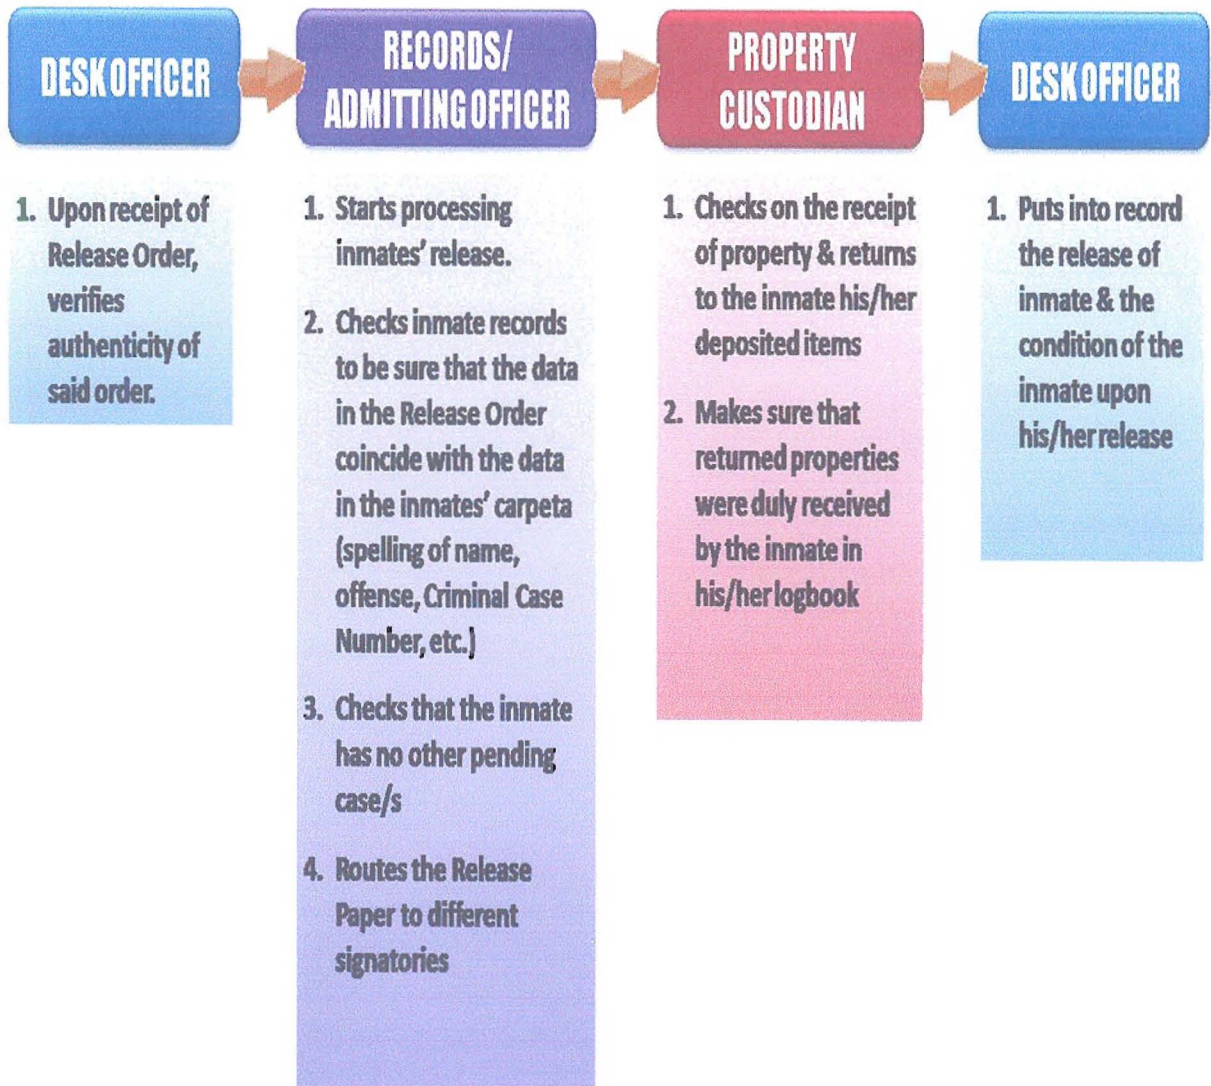 DESK OFFICER
1. Upon receipt of
Release Order,
verifies
authenticity of
said order.
RECORDS/
ADMITTING OFFICER
1. Starts processing
inmates' release.
2. Checks inmate records
to be sure that the data
in the Release Order
coincide with the data
in the inmates' carpeta
(spelling of name,
offense, Criminal Case
Number, etc.)
3. Checks that the inmate
has no other pending
case/s
4. Routes the Release
Paper to different
signatories
PROPERTY
CUSTODIAN
1. Checks on the receipt
of property & returns
to the inmate his/her
deposited items
2. Makes sure that
returned properties
were duly received
by the inmate in
his/her logbook
DESK OFFICER
1. Puts into record
the release of
inmate & the
condition of the
inmate upon
his/her release